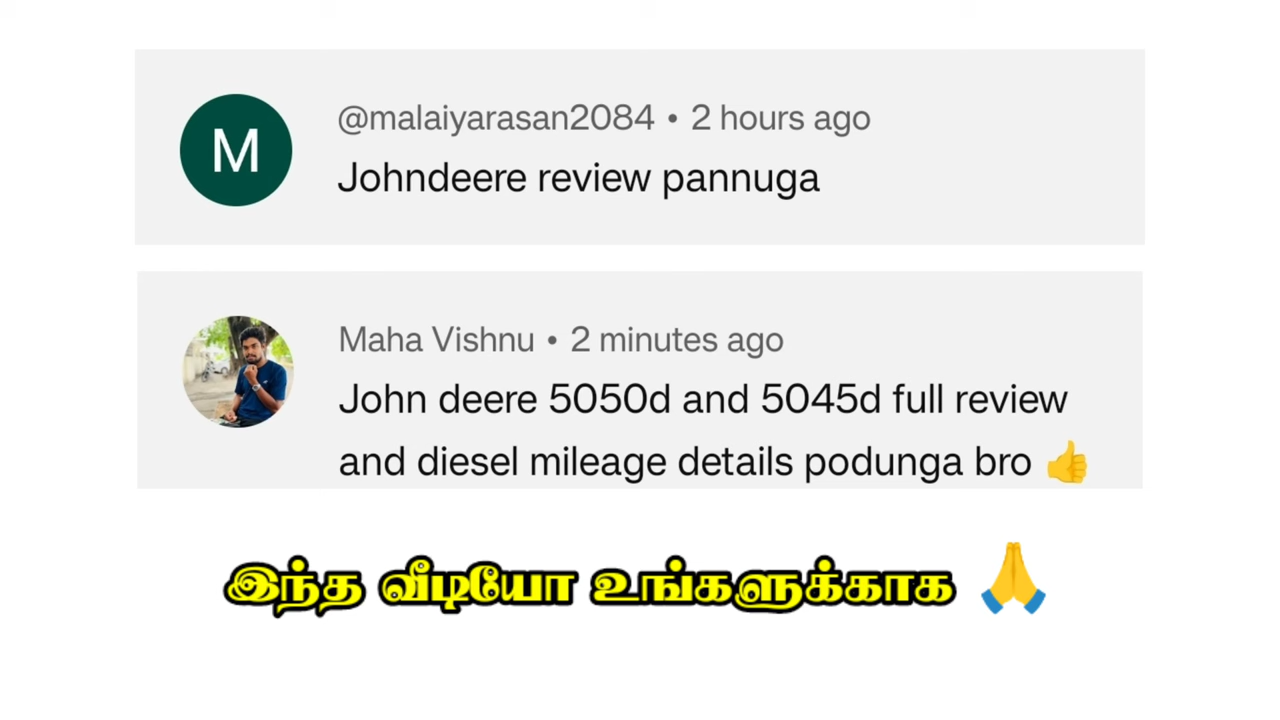 M
@malaiyarasan2084 • 2 hours ago
Johndeere review pannuga
Maha Vishnu • 2 minutes ago
John deere 5050d and 5045d full review
and diesel mileage details podunga bro 👍
இந்த வீடியோ உங்களுக்காக 🙏